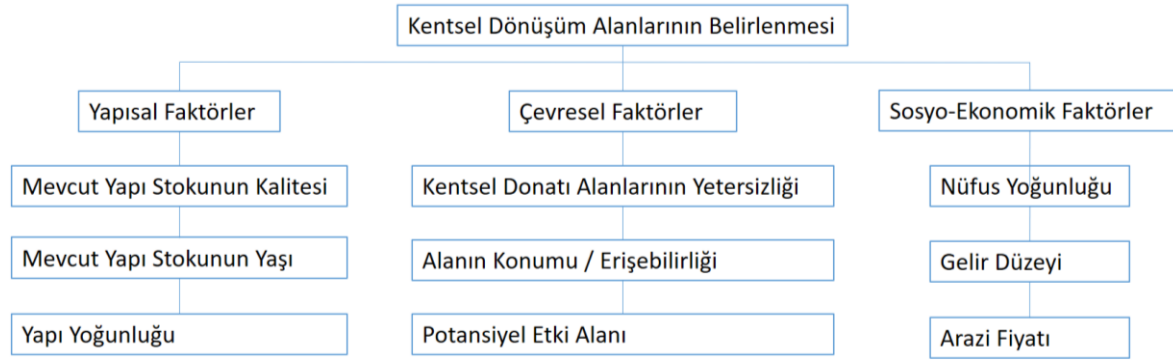 Kentsel Dönüşüm Alanlarının Belirlenmesi
Yapısal Faktörler
Çevresel Faktörler
Sosyo-Ekonomik Faktörler
Mevcut Yapı Stokunun Kalitesi
Kentsel Donatı Alanlarının Yetersizliği
Nüfus Yoğunluğu
Mevcut Yapı Stokunun Yaşı
Alanın Konumu / Erişebilirliği
Gelir Düzeyi
Yapı Yoğunluğu
Potansiyel Etki Alanı
Arazi Fiyatı